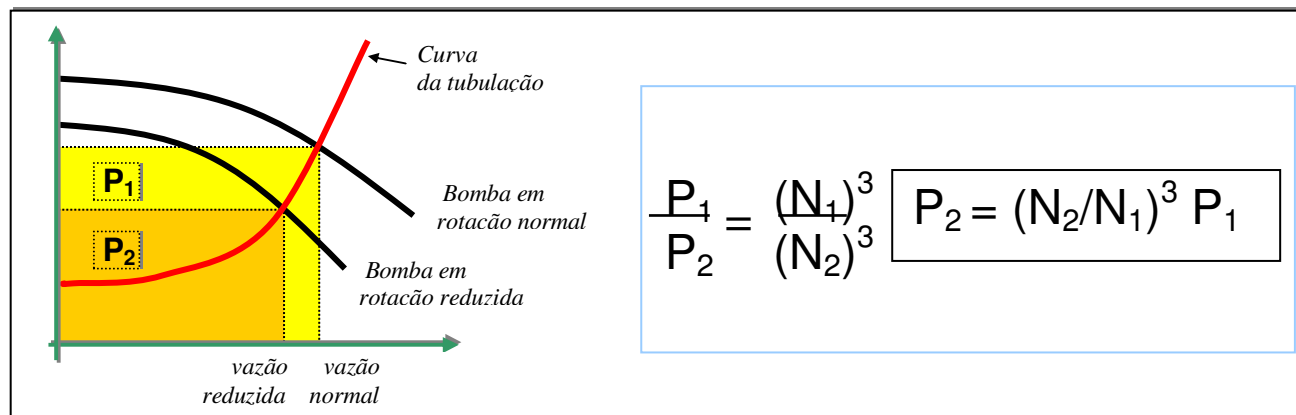 Curva
da tubulação
P₁
Bomba em
rotacão normal
P₂
Bomba em
rotacão reduzida
vazão vazão
reduzida normal
P₁ = (N₁)³
P₂ (N₂)³
P₂ = (N₂/N₁)³ P₁